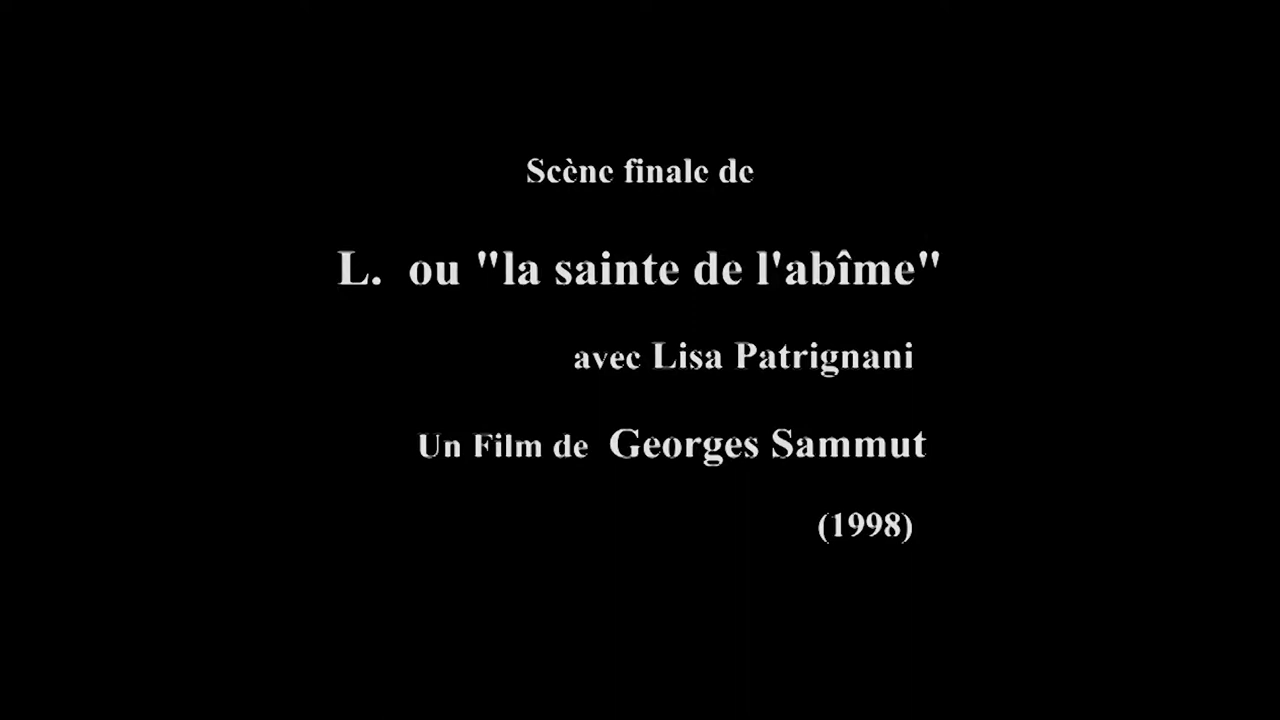 Scène finale de
L. ou "la sainte de l'abîme"
avec Lisa Patrignani
Un Film de Georges Sammut
(1998)